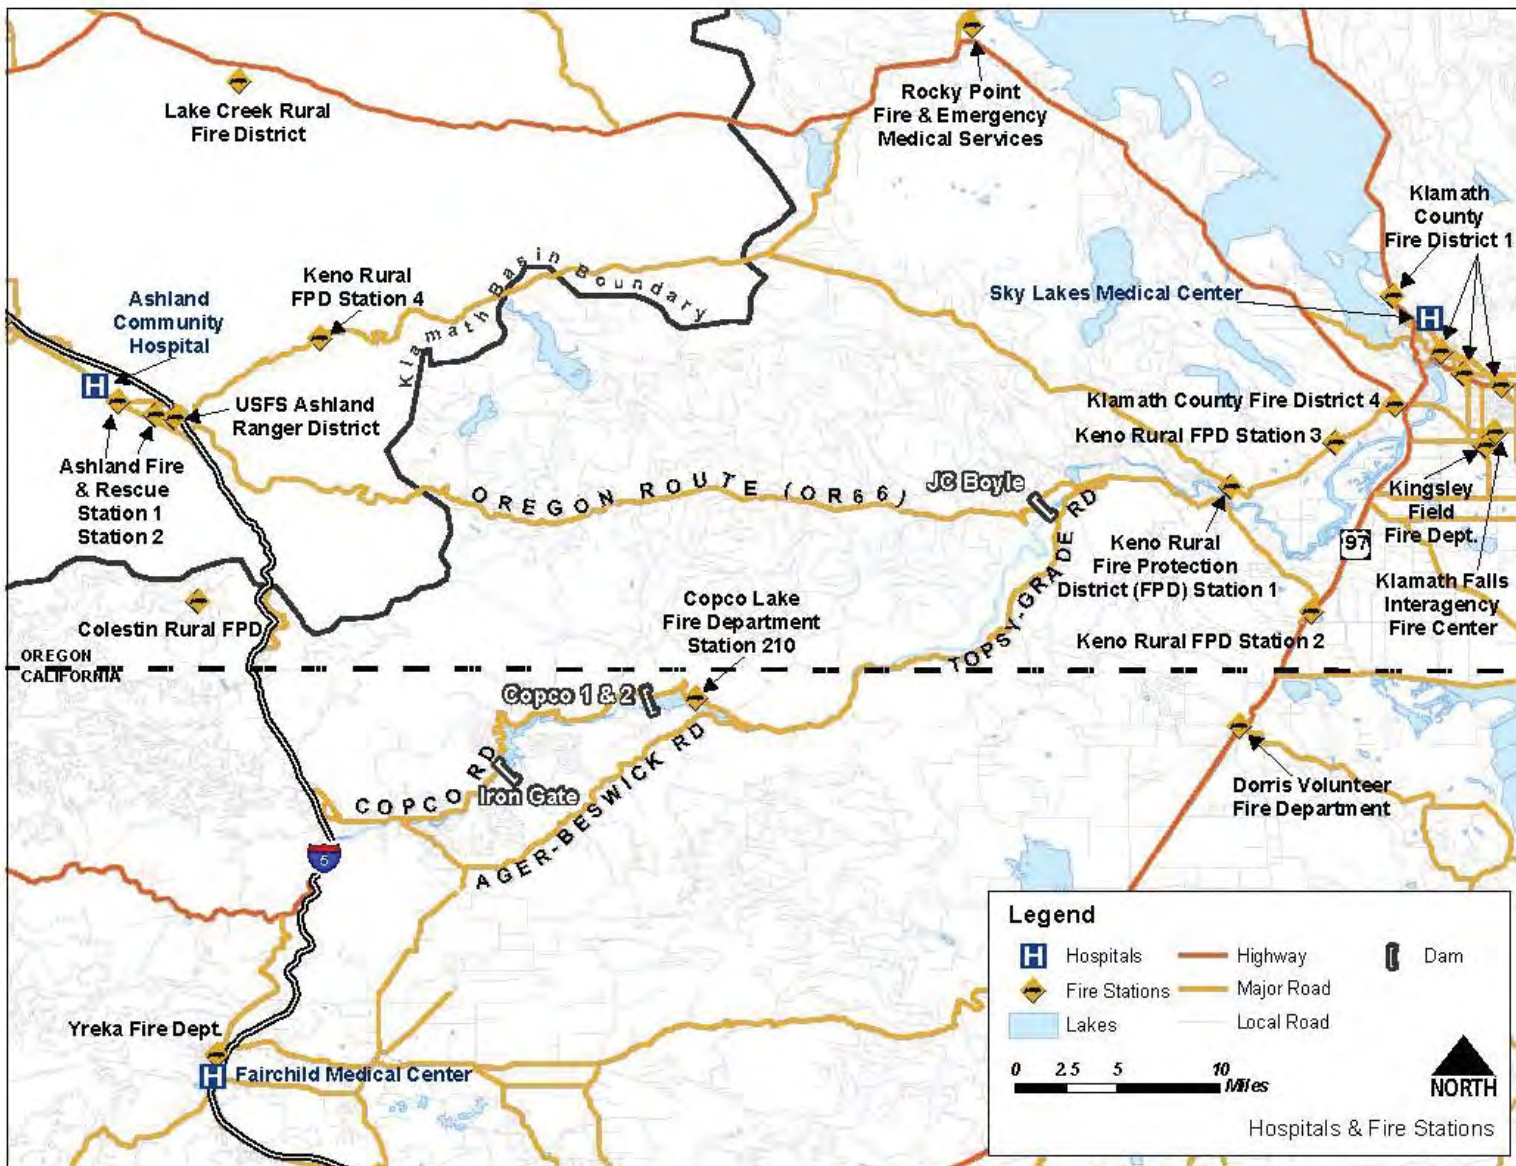 Lake Creek Rural
Fire District
Rocky Point
Fire & Emergency
Medical Services
Klamath
County
Fire District 1
Sky Lakes Medical Center
Keno Rural
FPD Station 4
Klamath Basin Boundary
Ashland
Community
Hospital
H
H
USFS Ashland
Ranger District
Ashland Fire
& Rescue
Station 1
Station 2
Klamath County Fire District 4
Keno Rural FPD Station 3
OREGON ROUTE (OR66)
JC Boyle
TOPSY-GRADE RD
Kingsley
Field
Fire Dept.
Keno Rural
Fire Protection
District (FPD) Station 1
97
Klamath Falls
Interagency
Fire Center
Colestin Rural FPD
Copco Lake
Fire Department
Station 210
Keno Rural FPD Station 2
OREGON
CALIFORNIA
Copco 1 & 2
COPCO RD
Iron Gate
AGER-BESWICK RD
Dorris Volunteer
Fire Department
5
Yreka Fire Dept.
H
Fairchild Medical Center
Legend
H Hospitals
Highway
Dam
Fire Stations
Major Road
Lakes
Local Road
0 2.5 5 10
Miles
NORTH
Hospitals & Fire Stations